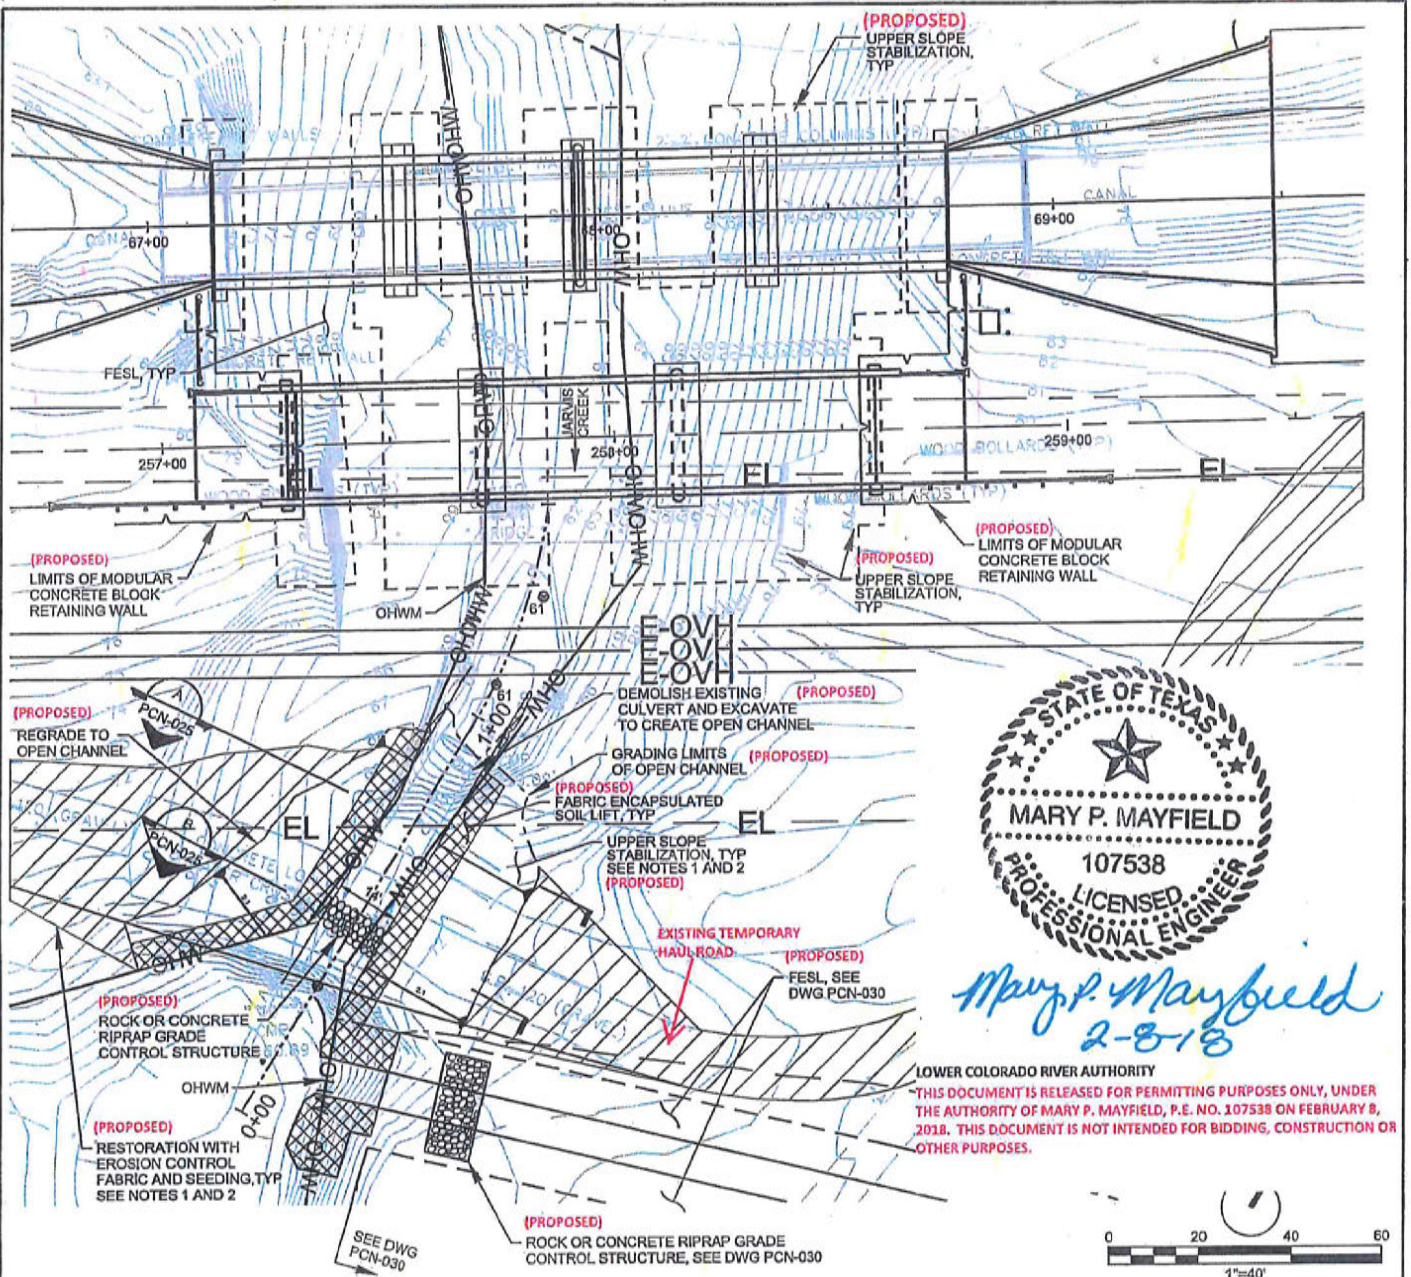 (PROPOSED)
UPPER SLOPE
STABILIZATION,
TYP
WALLS
CANAL
67+00
69+00
CANAL
OHWM
FESL, TYP
JARVIS
CREEK
257+00
259+00
WOOD BOLLARDS (TYP)
EL
EL
EL
83
82
81
(PROPOSED)
LIMITS OF MODULAR
CONCRETE BLOCK
RETAINING WALL
OHWM
61
(PROPOSED)
UPPER SLOPE
STABILIZATION,
TYP
(PROPOSED)
LIMITS OF MODULAR
CONCRETE BLOCK
RETAINING WALL
E-OVH
E-OVH
E-OVH
61
1+00
(PROPOSED)
REGRADE TO
OPEN CHANNEL
A
PCN-025
B
PCN-025
EL
DEMOLISH EXISTING (PROPOSED)
CULVERT AND EXCAVATE
TO CREATE OPEN CHANNEL
GRADING LIMITS
OF OPEN CHANNEL (PROPOSED)
(PROPOSED)
FABRIC ENCAPSULATED
SOIL LIFT, TYP
EL
UPPER SLOPE
STABILIZATION, TYP
SEE NOTES 1 AND 2
(PROPOSED)
14'
EXISTING TEMPORARY
HAUL ROAD
(PROPOSED)
FESL, SEE
DWG PCN-030
(PROPOSED)
ROCK OR CONCRETE
RIPRAP GRADE
CONTROL STRUCTURE
OHWM
0+00
(PROPOSED)
RESTORATION WITH
EROSION CONTROL
FABRIC AND SEEDING,TYP
SEE NOTES 1 AND 2
SEE DWG
PCN-030
(PROPOSED)
ROCK OR CONCRETE RIPRAP GRADE
CONTROL STRUCTURE, SEE DWG PCN-030
STATE OF TEXAS
MARY P. MAYFIELD
107538
LICENSED
PROFESSIONAL ENGINEER
Mary P. Mayfield
2-8-18
LOWER COLORADO RIVER AUTHORITY
THIS DOCUMENT IS RELEASED FOR PERMITTING PURPOSES ONLY, UNDER
THE AUTHORITY OF MARY P. MAYFIELD, P.E. NO. 107538 ON FEBRUARY 8,
2018. THIS DOCUMENT IS NOT INTENDED FOR BIDDING, CONSTRUCTION OR
OTHER PURPOSES.
0 20 40 60
1"=40'